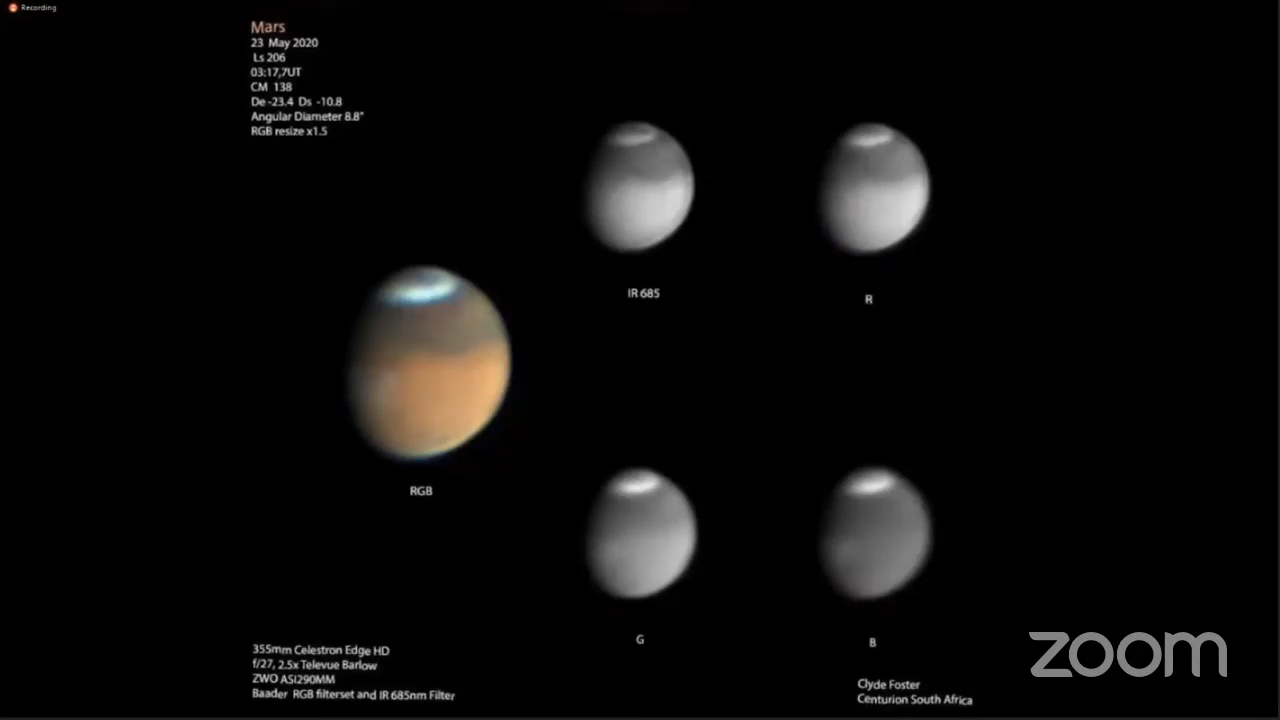 Recording
Mars
23 May 2020
Ls 206
03:17,7UT
CM 138
De -23.4 Ds -10.8
Angular Diameter 8.8"
RGB resize x1.5
IR 685
R
RGB
G
B
355mm Celestron Edge HD
f/27, 2.5x Televue Barlow
ZWO ASI290MM
Baader RGB filterset and IR 685nm Filter
Clyde Foster
Centurion South Africa
zoom